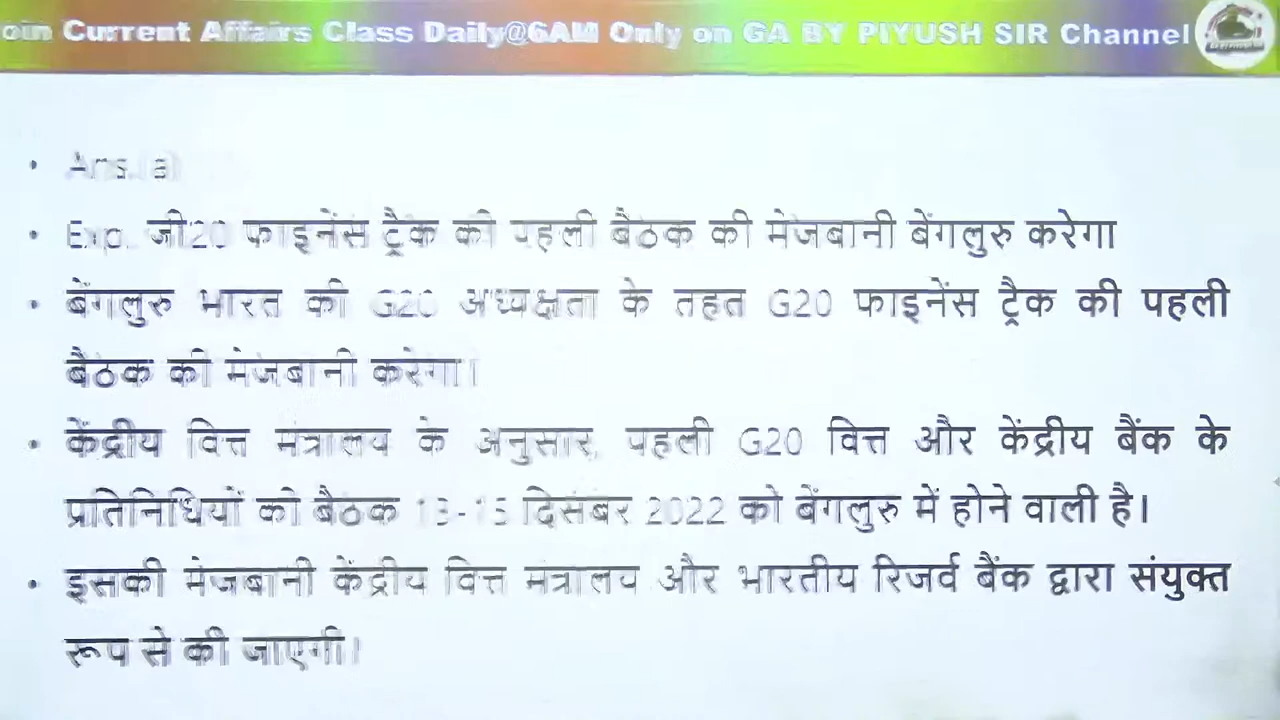 oin Current Affairs Class Daily@6AM Only on GA BY PIYUSH SIR Channel
• Ans.(a)
• Exp. जी20 फाइनेंस ट्रैक की पहली बैठक की मेजबानी बेंगलुरु करेगा
• बेंगलुरु भारत की G20 अध्यक्षता के तहत G20 फाइनेंस ट्रैक की पहली
बैठक की मेजबानी करेगा।
• केंद्रीय वित्त मंत्रालय के अनुसार, पहली G20 वित्त और केंद्रीय बैंक के
प्रतिनिधियों की बैठक 13-15 दिसंबर 2022 को बेंगलुरु में होने वाली है।
• इसकी मेजबानी केंद्रीय वित्त मंत्रालय और भारतीय रिजर्व बैंक द्वारा संयुक्त
रूप से की जाएगी।